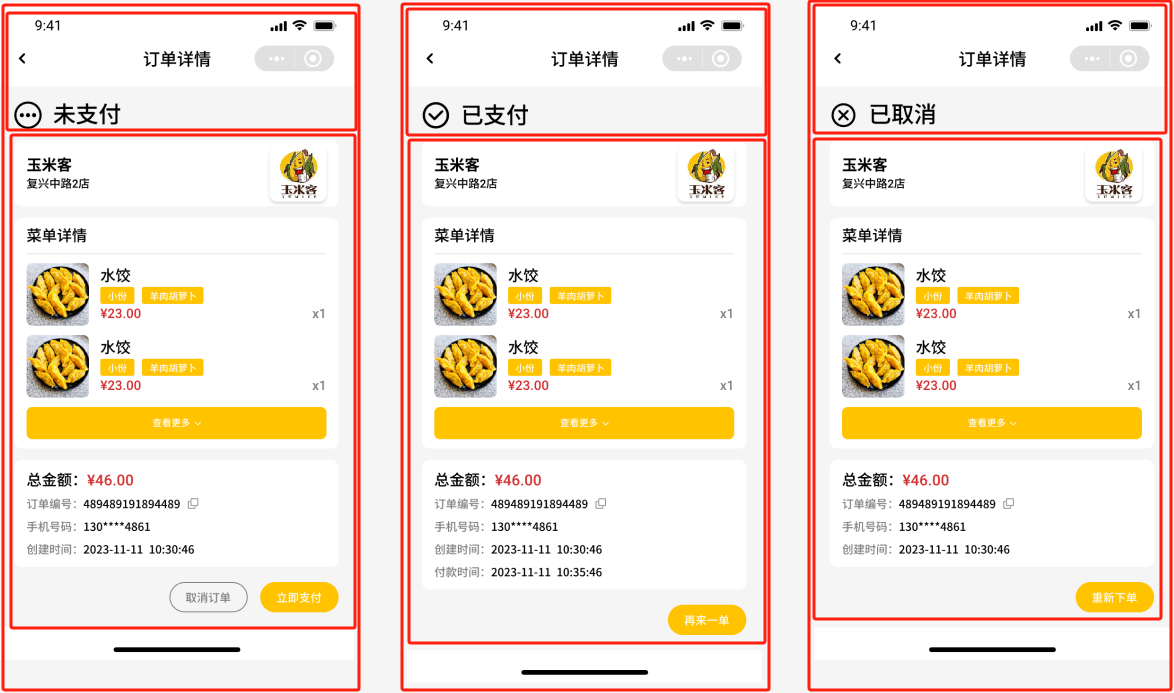 9:41
订单详情
未支付
玉米客
复兴中路2店
玉米客
YUMIKE
菜单详情
水饺
小份 羊肉胡萝卜
¥23.00 x1
水饺
小份 羊肉胡萝卜
¥23.00 x1
查看更多
总金额：¥46.00
订单编号：489489191894489
手机号码：130****4861
创建时间：2023-11-11 10:30:46
取消订单 立即支付
9:41
订单详情
已支付
玉米客
复兴中路2店
玉米客
YUMIKE
菜单详情
水饺
小份 羊肉胡萝卜
¥23.00 x1
水饺
小份 羊肉胡萝卜
¥23.00 x1
查看更多
总金额：¥46.00
订单编号：489489191894489
手机号码：130****4861
创建时间：2023-11-11 10:30:46
付款时间：2023-11-11 10:35:46
再来一单
9:41
订单详情
已取消
玉米客
复兴中路2店
玉米客
YUMIKE
菜单详情
水饺
小份 羊肉胡萝卜
¥23.00 x1
水饺
小份 羊肉胡萝卜
¥23.00 x1
查看更多
总金额：¥46.00
订单编号：489489191894489
手机号码：130****4861
创建时间：2023-11-11 10:30:46
重新下单